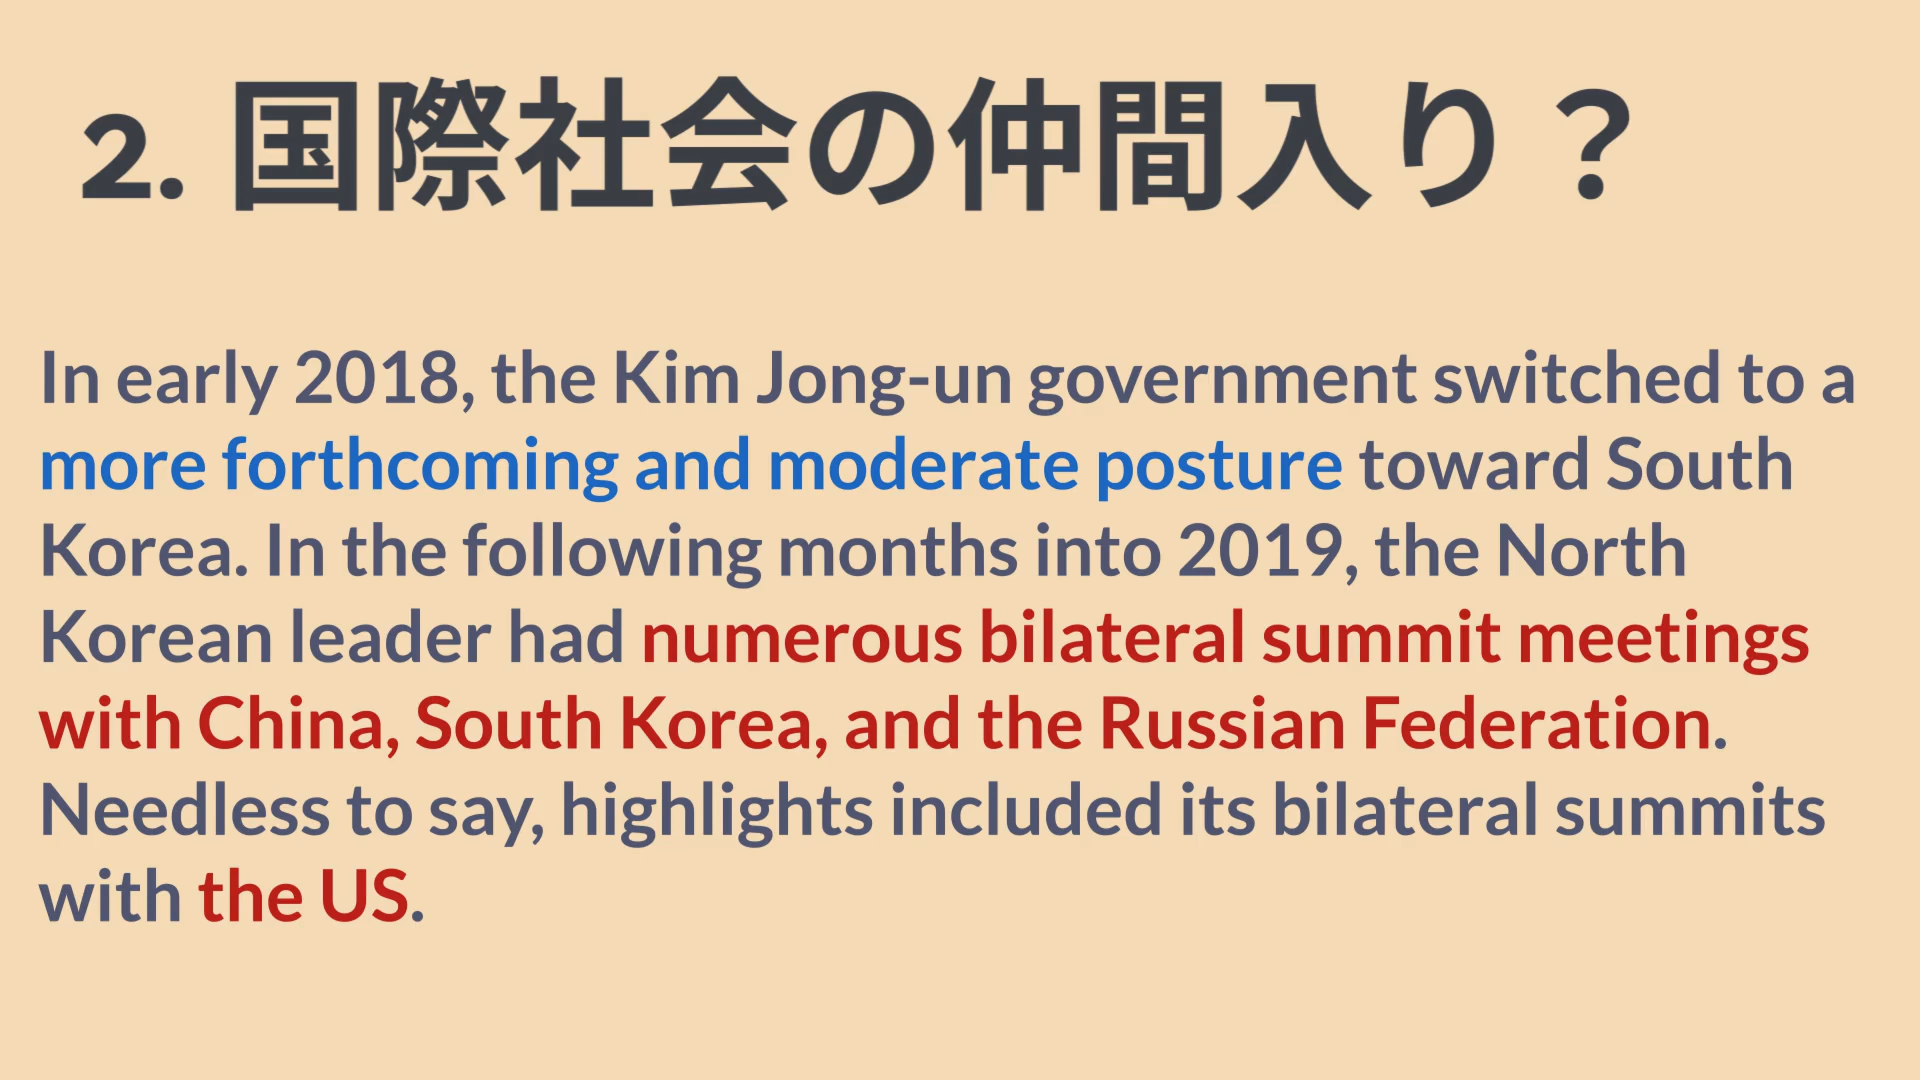 2. 国際社会の仲間入り？
In early 2018, the Kim Jong-un government switched to a
more forthcoming and moderate posture toward South
Korea. In the following months into 2019, the North
Korean leader had numerous bilateral summit meetings
with China, South Korea, and the Russian Federation.
Needless to say, highlights included its bilateral summits
with the US.